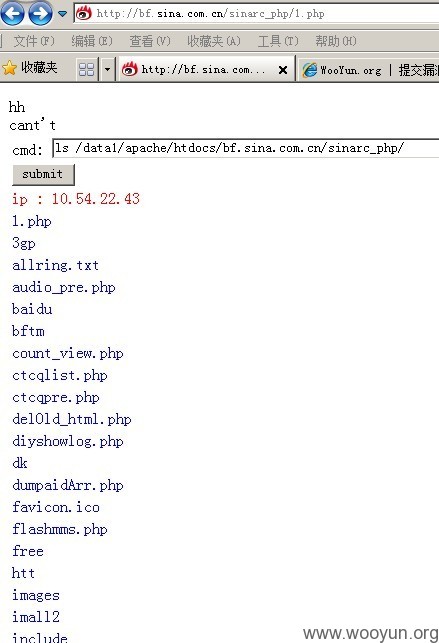 http://bf.sina.com.cn/sinarc_php/1.php
文件(F) 编辑(E) 查看(V) 收藏夹(A) 工具(T) 帮助(H)
收藏夹 http://bf.sina.com... WooYun.org | 提交漏
hh
cant't
cmd: ls /data1/apache/htdocs/bf.sina.com.cn/sinarc_php/
submit
ip : 10.54.22.43
1.php
3gp
allring.txt
audio_pre.php
baidu
bftm
count_view.php
ctcqlist.php
ctcqpre.php
delOld_html.php
diyshowlog.php
dk
dumpaidArr.php
favicon.ico
flashmms.php
free
htt
images
imall2
include
www.wooyun.org